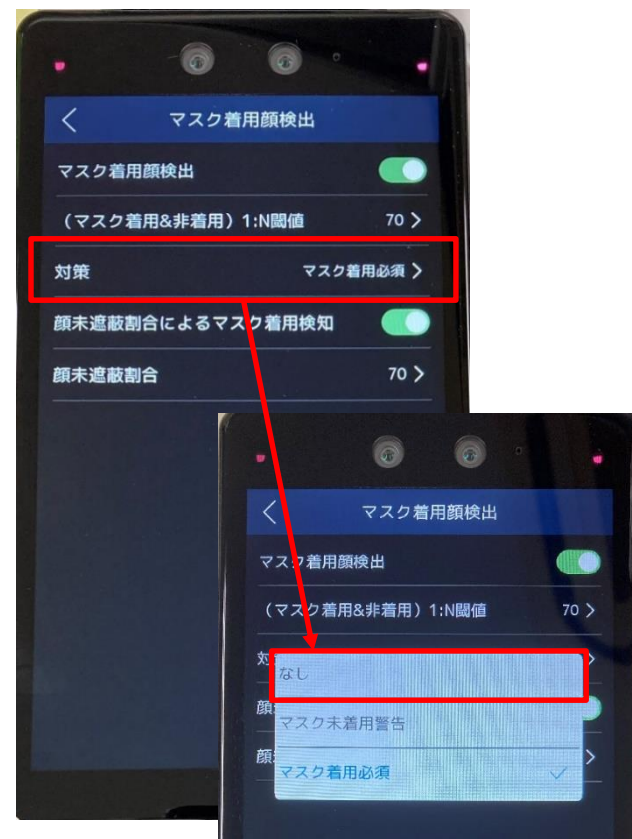 マスク着用顔検出
マスク着用顔検出
（マスク着用&非着用）1:N閾値 70
対策 マスク着用必須
顔未遮蔽割合によるマスク着用検知
顔未遮蔽割合 70
マスク着用顔検出
マスク着用顔検出
（マスク着用&非着用）1:N閾値 70
対
なし
顔
マスク未着用警告
顔
マスク着用必須